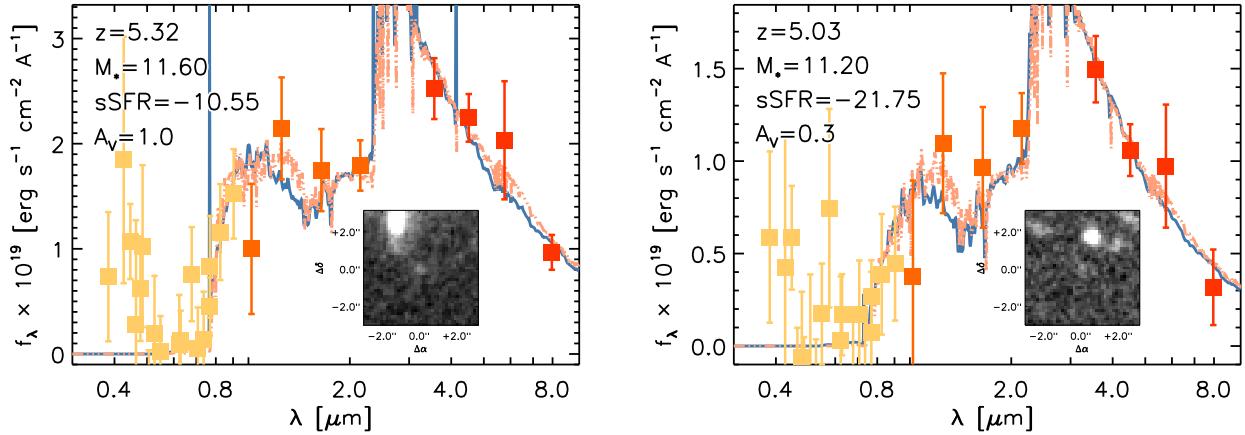 z=5.32
M*=11.60
sSFR=−10.55
Av=1.0
fλ × 10¹⁹ [erg s⁻¹ cm⁻² A⁻¹]
3
2
1
0
+2.0''
0.0''
−2.0''
Δδ
−2.0'' 0.0'' +2.0''
Δα
0.4 0.8 2.0 4.0 8.0
λ [μm]
z=5.03
M*=11.20
sSFR=−21.75
Av=0.3
fλ × 10¹⁹ [erg s⁻¹ cm⁻² A⁻¹]
1.5
1.0
0.5
0.0
+2.0''
0.0''
−2.0''
Δδ
−2.0'' 0.0'' +2.0''
Δα
0.4 0.8 2.0 4.0 8.0
λ [μm]